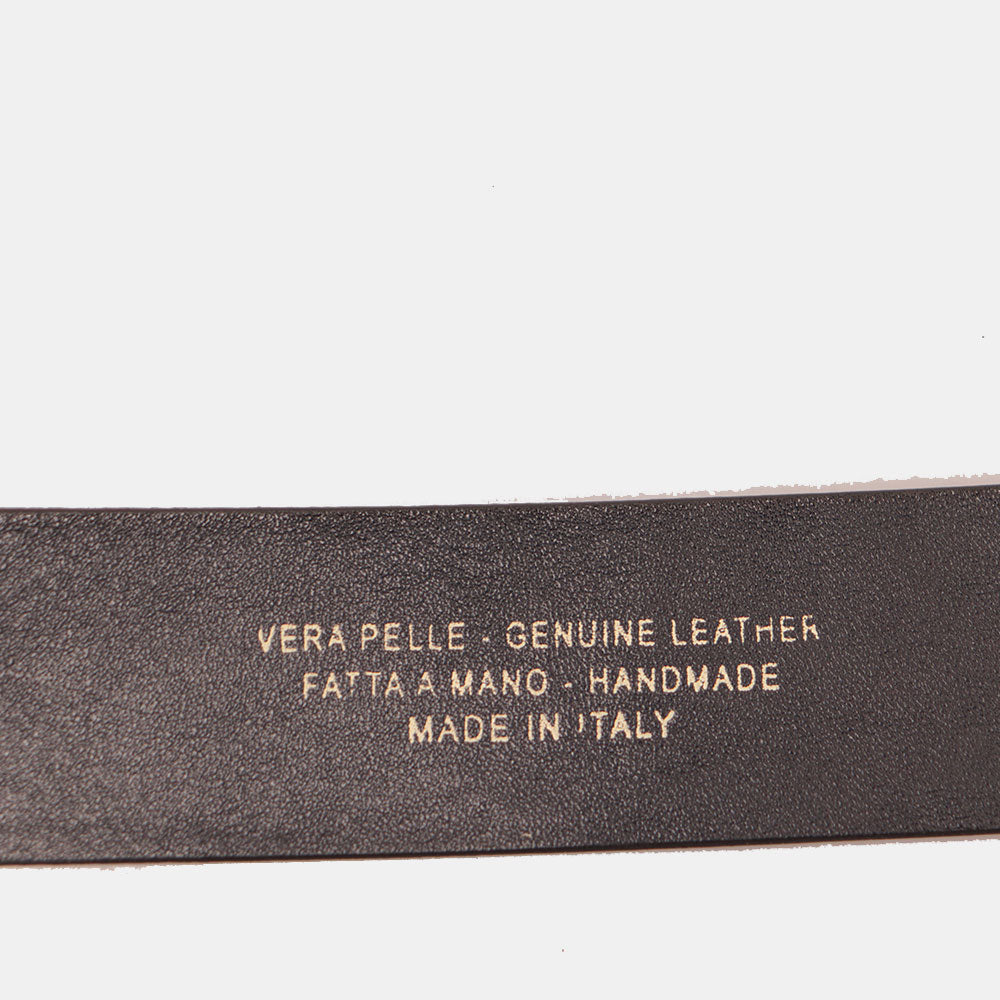 VERA PELLE - GENUINE LEATHER
FATTA A MANO - HANDMADE
MADE IN ITALY